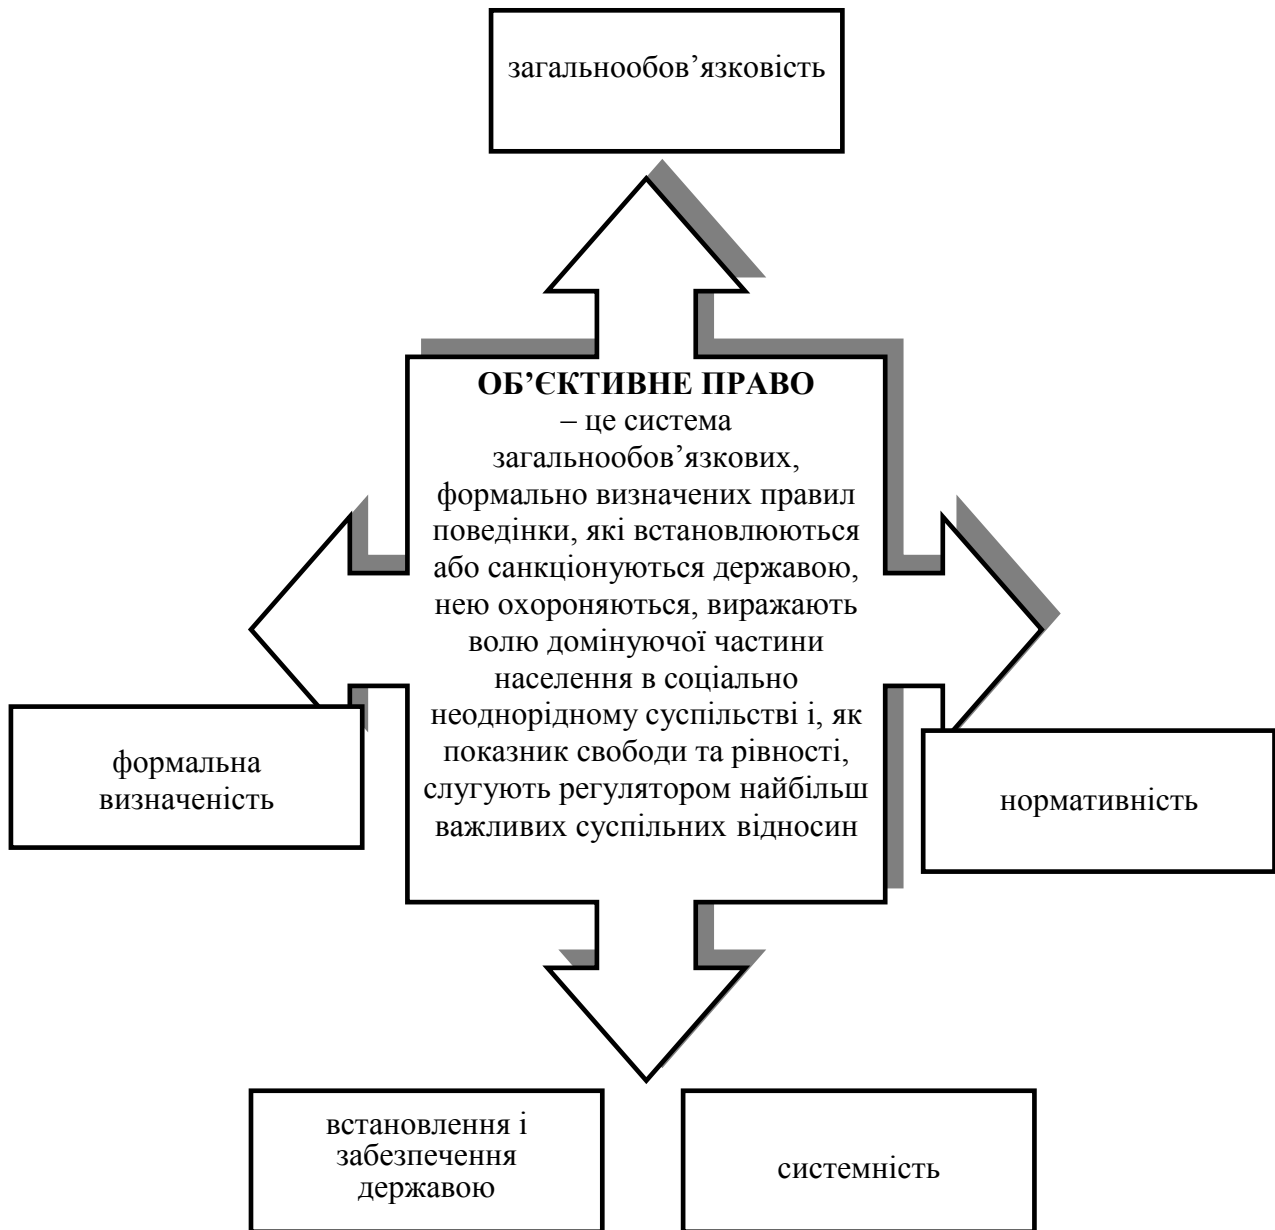 загальнообов’язковість
ОБ’ЄКТИВНЕ ПРАВО
– це система
загальнообов’язкових,
формально визначених правил
поведінки, які встановлюються
або санкціонуються державою,
нею охороняються, виражають
волю домінуючої частини
населення в соціально
неоднорідному суспільстві і, як
показник свободи та рівності,
слугують регулятором найбільш
важливих суспільних відносин
формальна
визначеність
нормативність
встановлення і
забезпечення
державою
системність